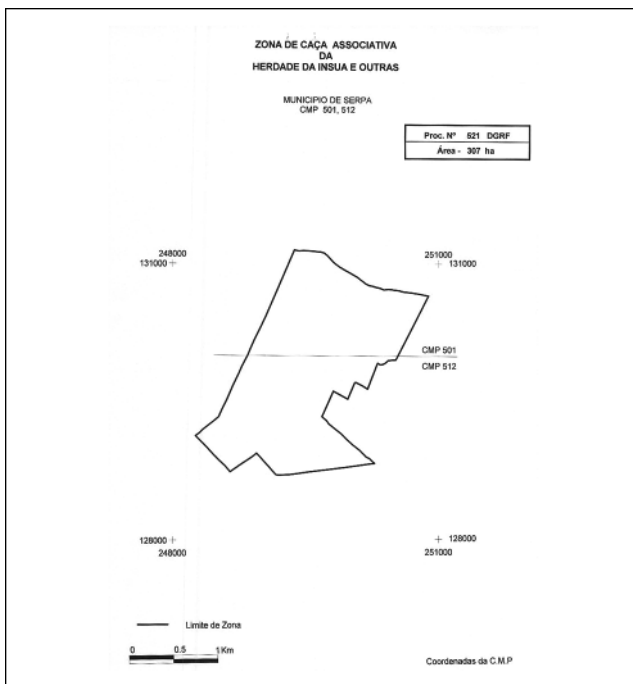 ZONA DE CAÇA ASSOCIATIVA
DA
HERDADE DA INSUA E OUTRAS
MUNICIPIO DE SERPA
CMP 501, 512
Proc. Nº 521 DGRF
Área - 307 ha
248000
131000
251000
131000
CMP 501
CMP 512
128000
248000
128000
251000
Limite de Zona
0 0.5 1Km
Coordenadas da C.M.P